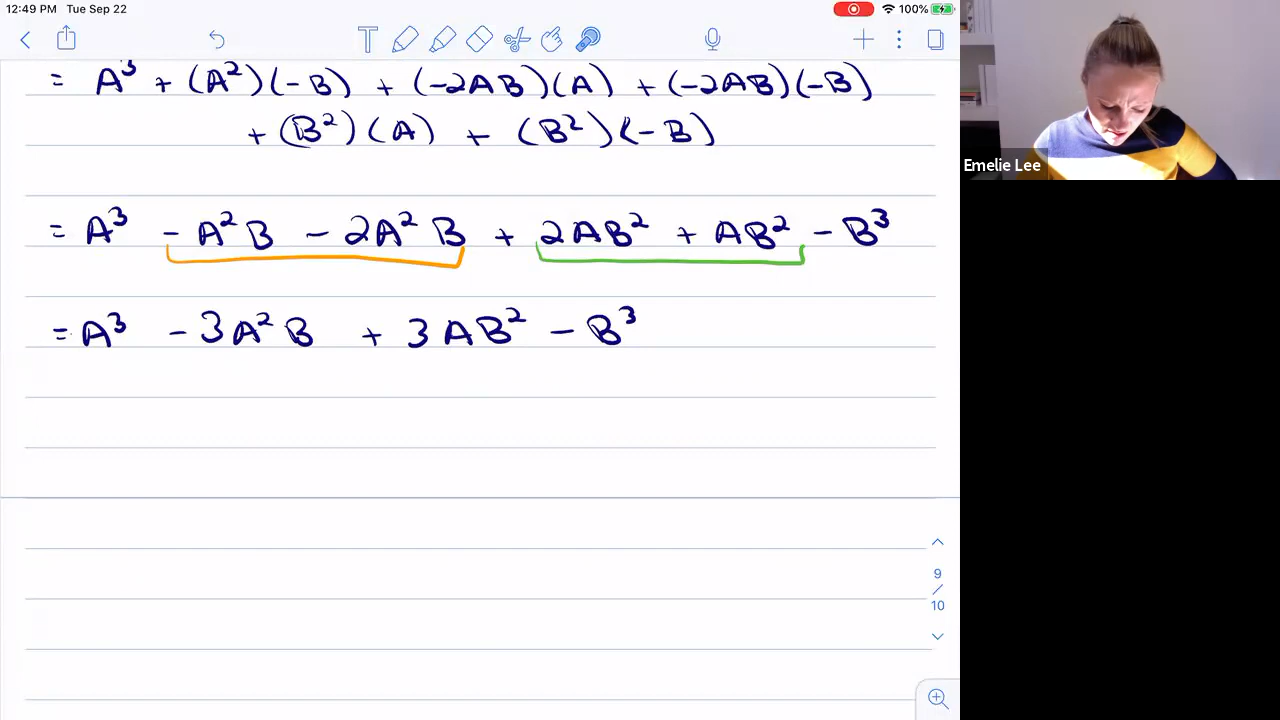 12:49 PM Tue Sep 22
100%
= A³ + (A²)(-B) + (-2AB)(A) + (-2AB)(-B)
+ (B²)(A) + (B²)(-B)
= A³ - A²B - 2A²B + 2AB² + AB² - B³
= A³ - 3A²B + 3AB² - B³
9
/
10
Emelie Lee